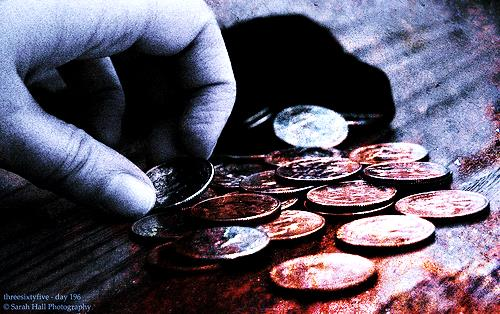 threesixtyfive - day 196
© Sarah Hall Photography